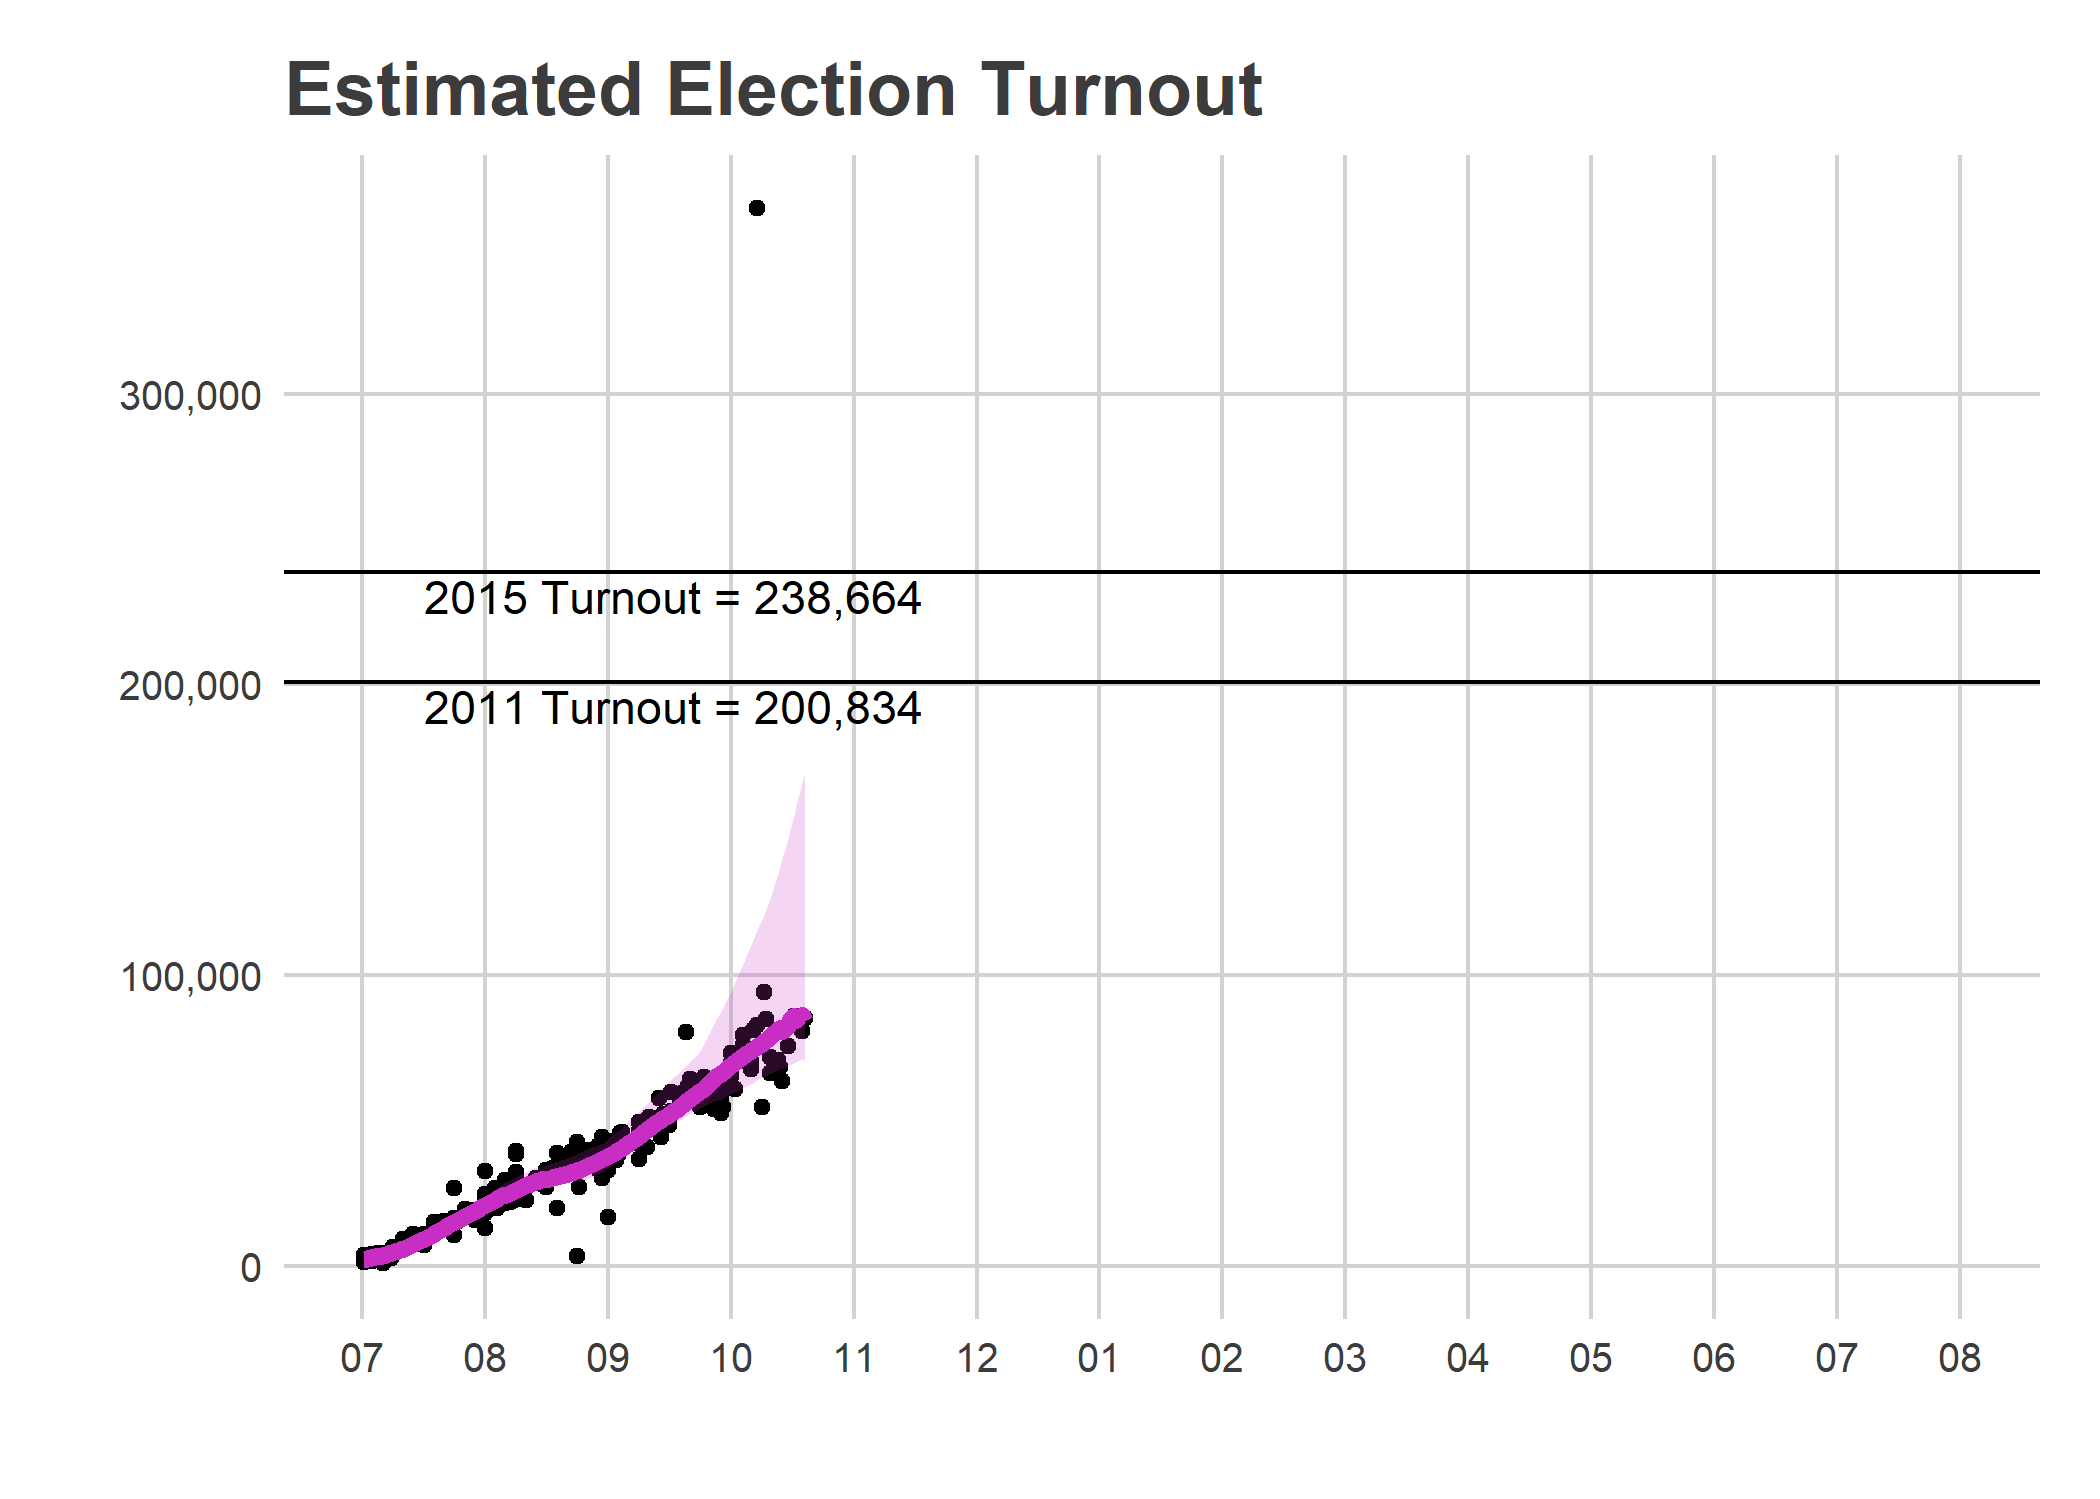 Estimated Election Turnout
300,000
2015 Turnout = 238,664
200,000
2011 Turnout = 200,834
100,000
0
07 08 09 10 11 12 01 02 03 04 05 06 07 08